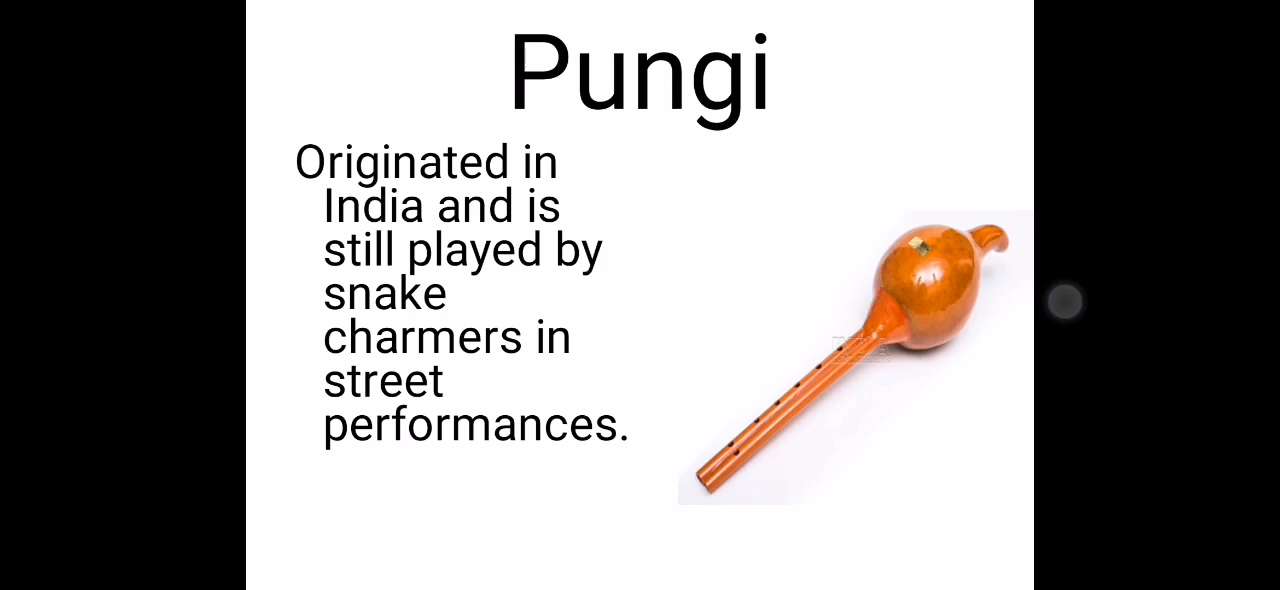 Pungi
Originated in
India and is
still played by
snake
charmers in
street
performances.